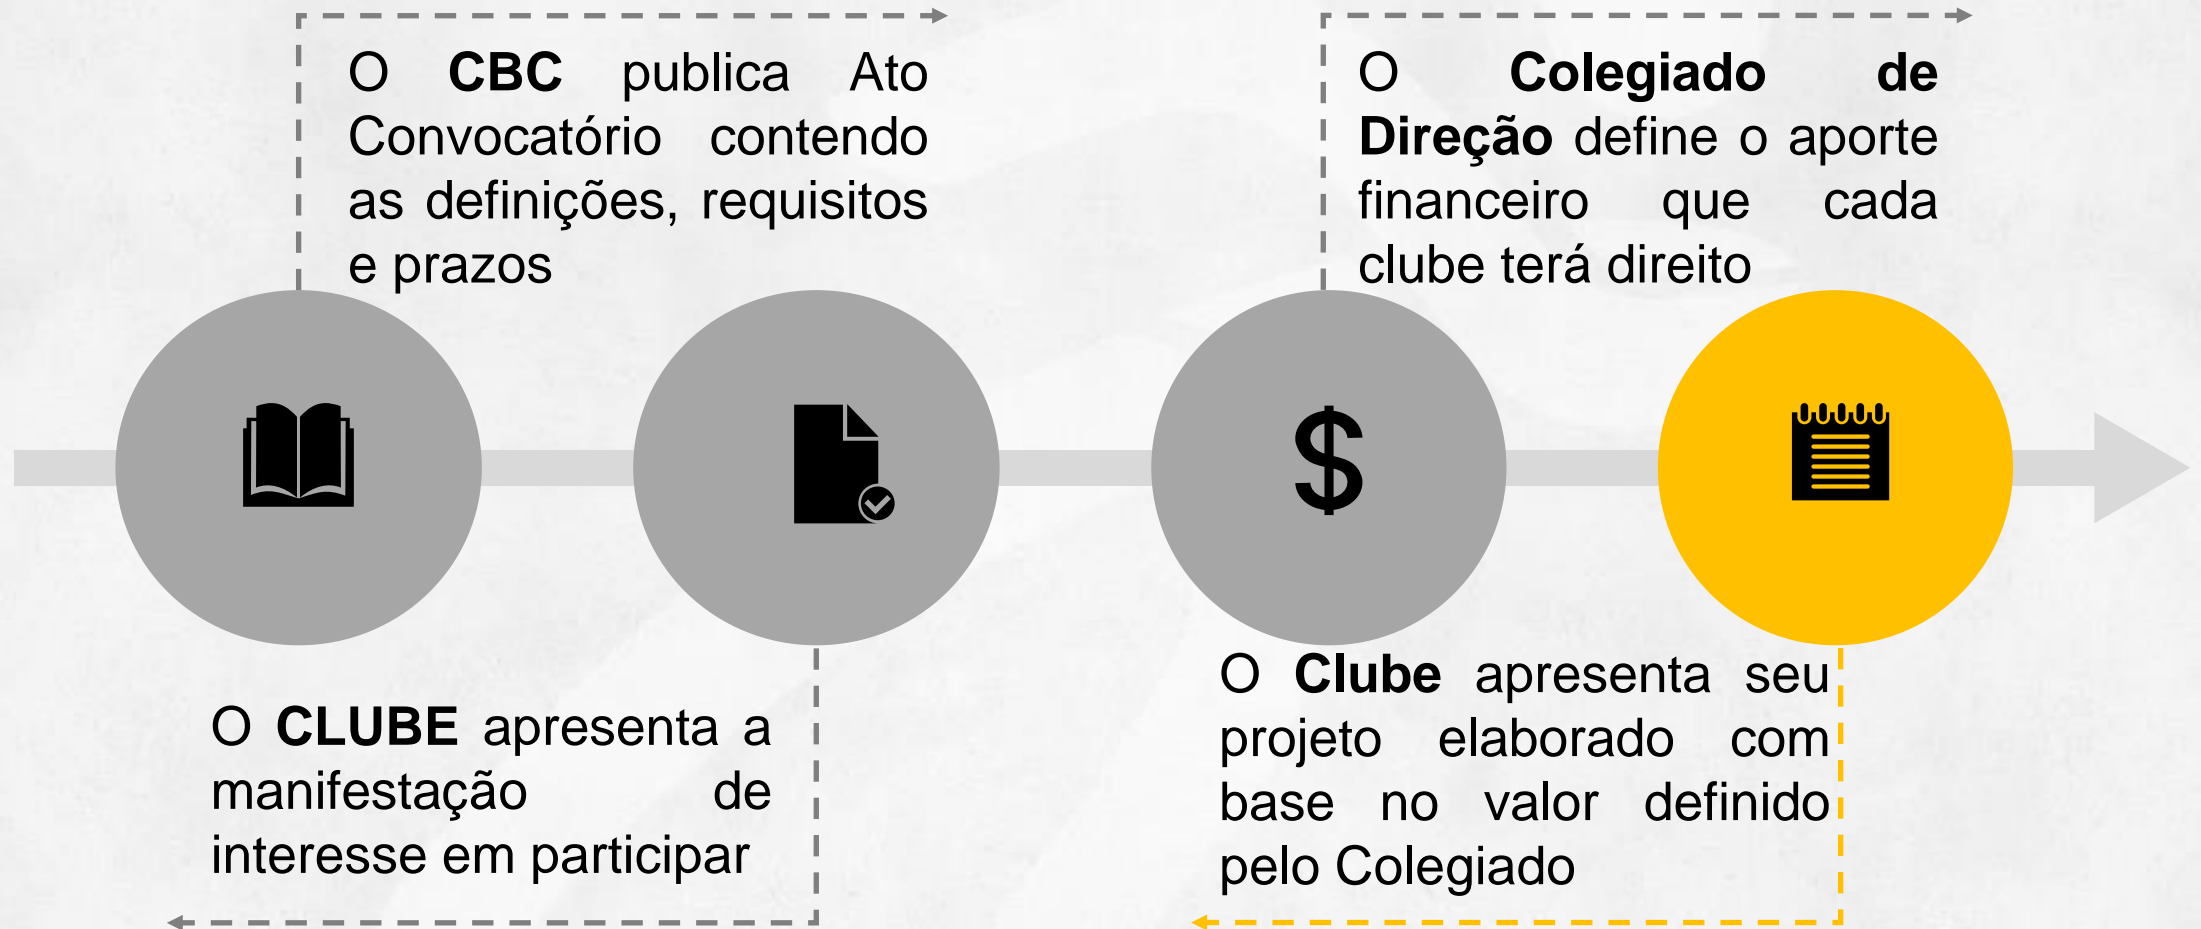 O CBC publica Ato
Convocatório contendo
as definições, requisitos
e prazos
O CLUBE apresenta a
manifestação de
interesse em participar
O Colegiado de
Direção define o aporte
financeiro que cada
clube terá direito
$
O Clube apresenta seu
projeto elaborado com
base no valor definido
pelo Colegiado